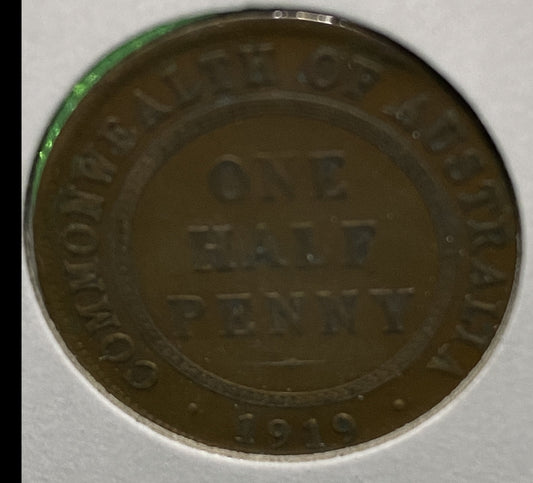 COMMONWEALTH OF AUSTRALIA
ONE
HALF
PENNY
· 1919 ·